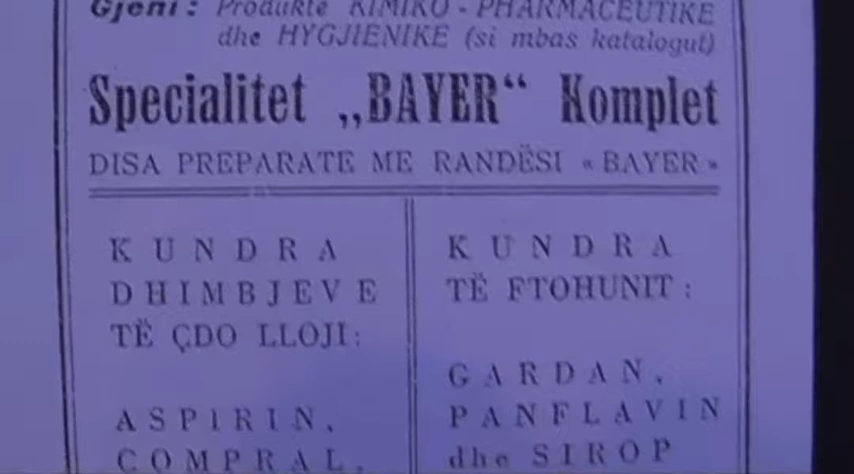 Gjeni: Produkte KIMIKO - PHARMACEUTIKE
dhe HYGJIENIKE (si mbas katalogut)
Specialitet „BAYER“ Komplet
DISA PREPARATE ME RANDËSI « BAYER »
KUNDRA
DHIMBJEVE
TË ÇDO LLOJI:
ASPIRIN,
COMPRAL,
KUNDRA
TË FTOHUNIT:
GARDAN,
PANFLAVIN
dhe SIROP